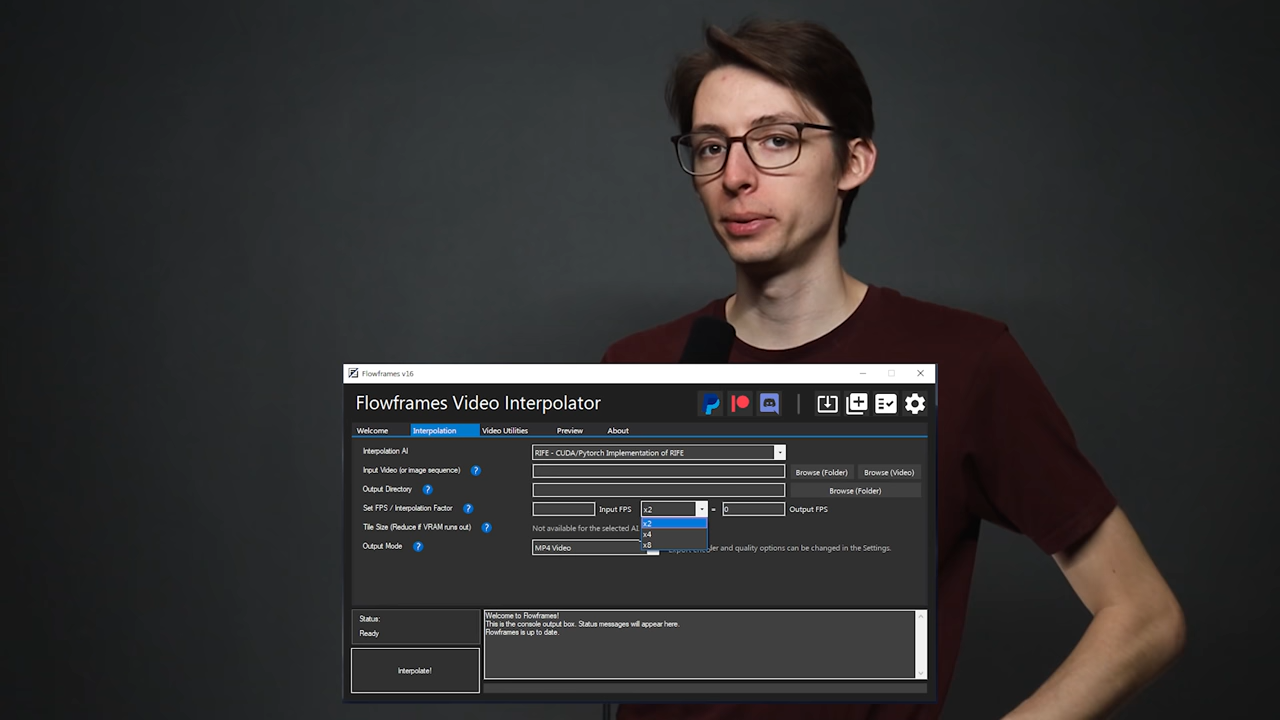 Flowframes v16
Flowframes Video Interpolator
Welcome Interpolation Video Utilities Preview About
Interpolation AI RIFE - CUDA/Pytorch Implementation of RIFE
Input Video (or image sequence) ? Browse (Folder) Browse (Video)
Output Directory ? Browse (Folder)
Set FPS / Interpolation Factor ? Input FPS x2 = 0 Output FPS
x2
Tile Size (Reduce if VRAM runs out) ? Not available for the selected AI
x4
x8
Output Mode ? MP4 Video and quality options can be changed in the Settings.
Status:
Ready
Interpolate!
Welcome to Flowframes!
This is the console output box. Status messages will appear here.
Flowframes is up to date.